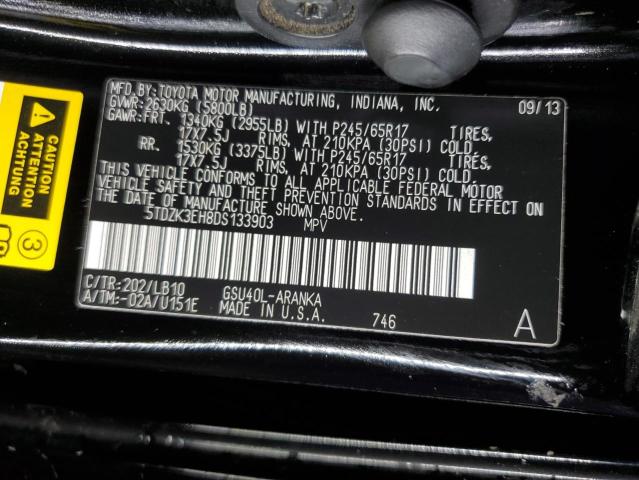 MFD.BY:TOYOTA MOTOR MANUFACTURING, INDIANA, INC. 09/13
GVWR:2630KG (5800LB)
GAWR:FRT. 1340KG (2955LB) WITH P245/65R17 TIRES,
17X7.5J RIMS, AT 210KPA (30PSI) COLD.
RR. 1530KG (3375LB) WITH P245/65R17 TIRES,
17X7.5J RIMS, AT 210KPA (30PSI) COLD.
THIS VEHICLE CONFORMS TO ALL APPLICABLE FEDERAL MOTOR
VEHICLE SAFETY AND THEFT PREVENTION STANDARDS IN EFFECT ON
THE DATE OF MANUFACTURE SHOWN ABOVE.
5TDZK3EH8DS133903 MPV
C/TR:202/LB10 GSU40L-ARANKA
A/TM:-02A/U151E MADE IN U.S.A. 746 A
CAUTION
ATTENTION
ACHTUNG
3